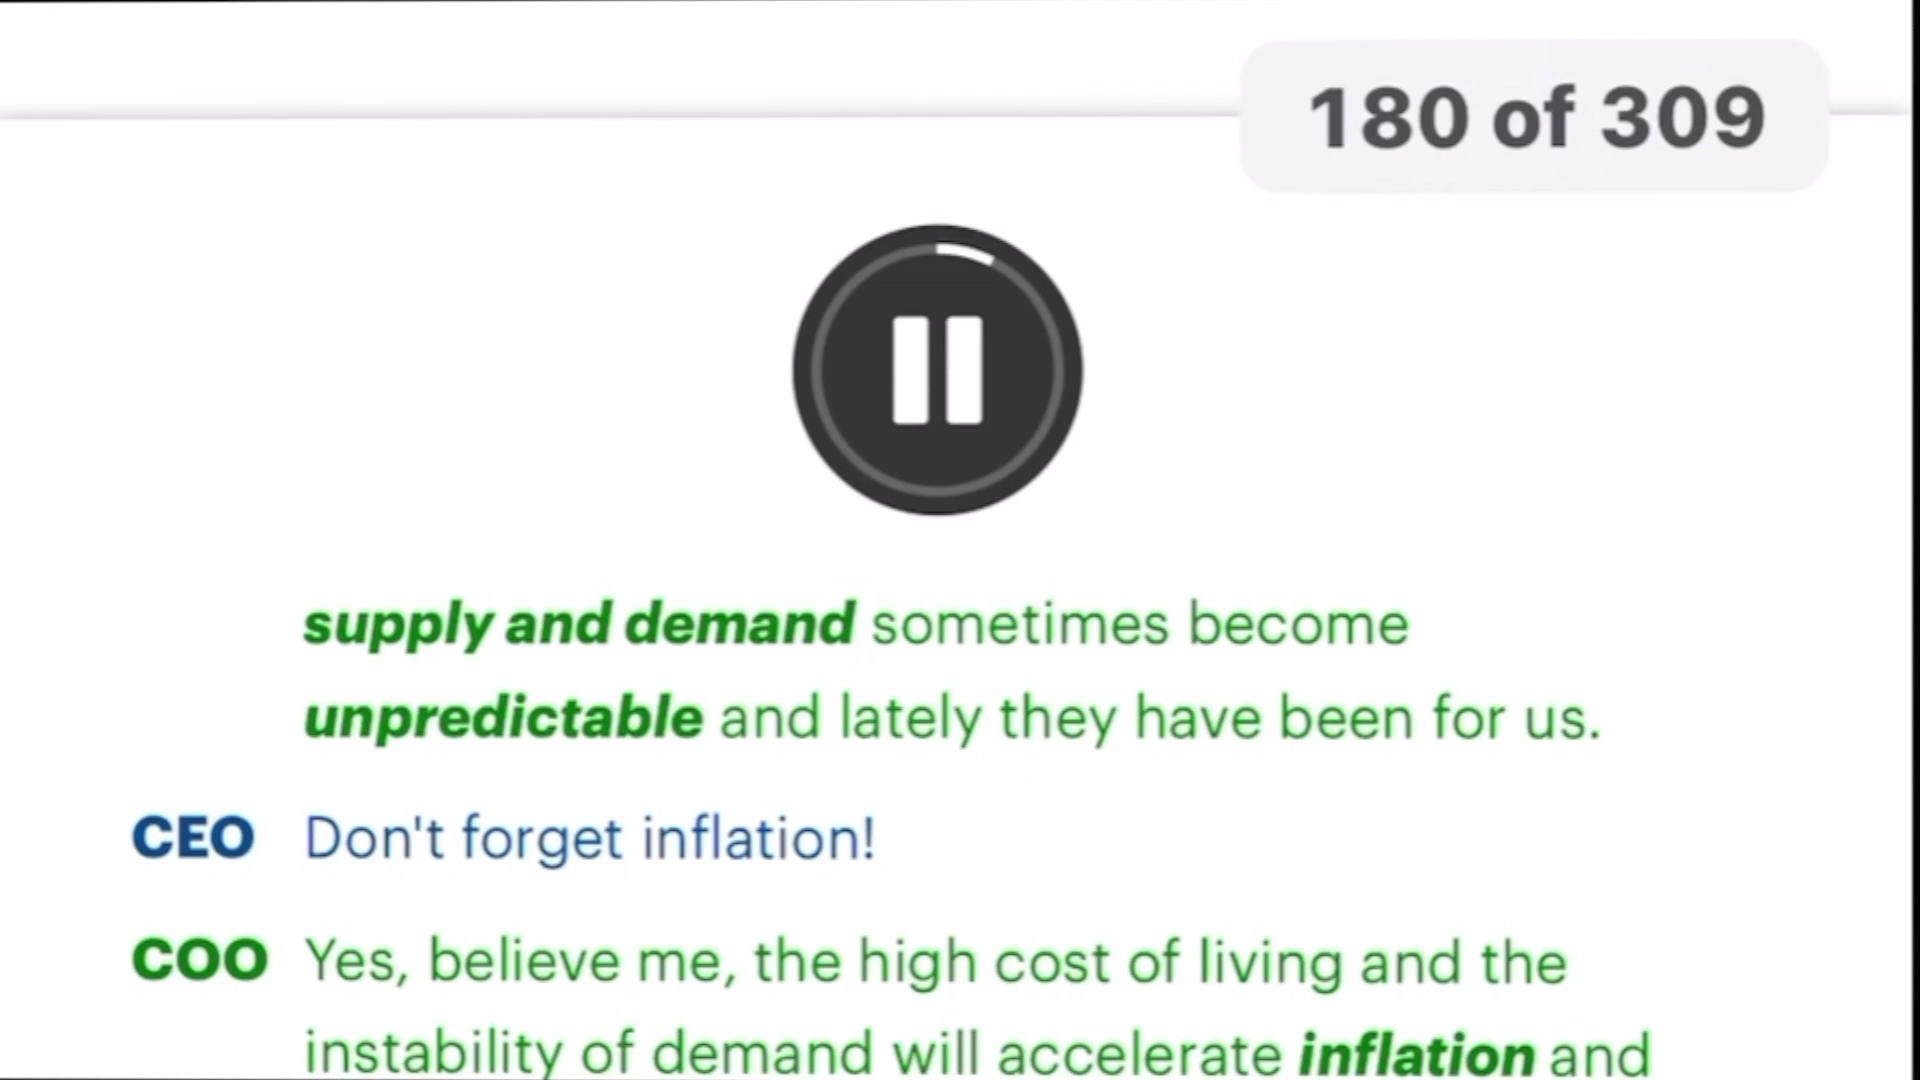 180 of 309
supply and demand sometimes become
unpredictable and lately they have been for us.
CEO Don't forget inflation!
COO Yes, believe me, the high cost of living and the
instability of demand will accelerate inflation and